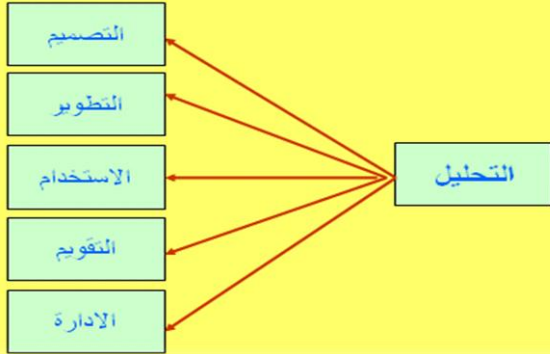 التحليل
التصميم
التطوير
الاستخدام
التقويم
الادارة